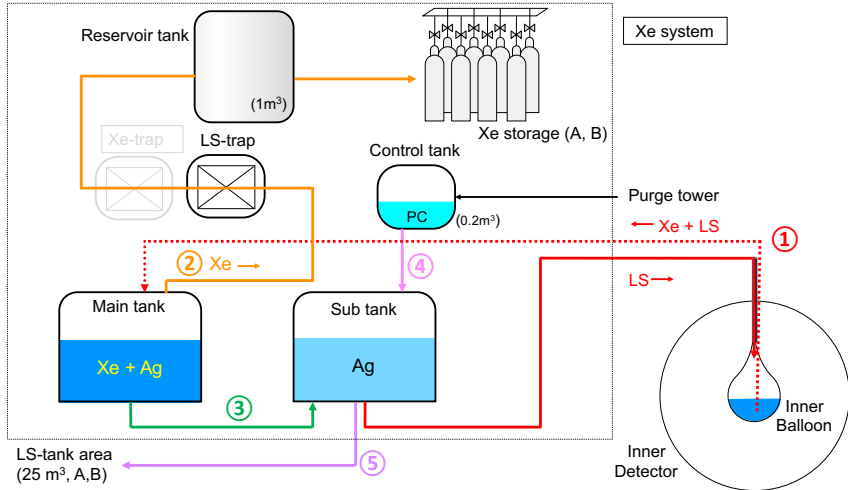 Reservoir tank
Xe system
(1m³)
Xe-trap
LS-trap
Xe storage (A, B)
Control tank
PC
(0.2m³)
Purge tower
Xe + LS
①
② Xe
④
LS
Main tank
Sub tank
Xe + Ag
Ag
③
Inner
Balloon
Inner
Detector
LS-tank area
(25 m³, A,B)
⑤